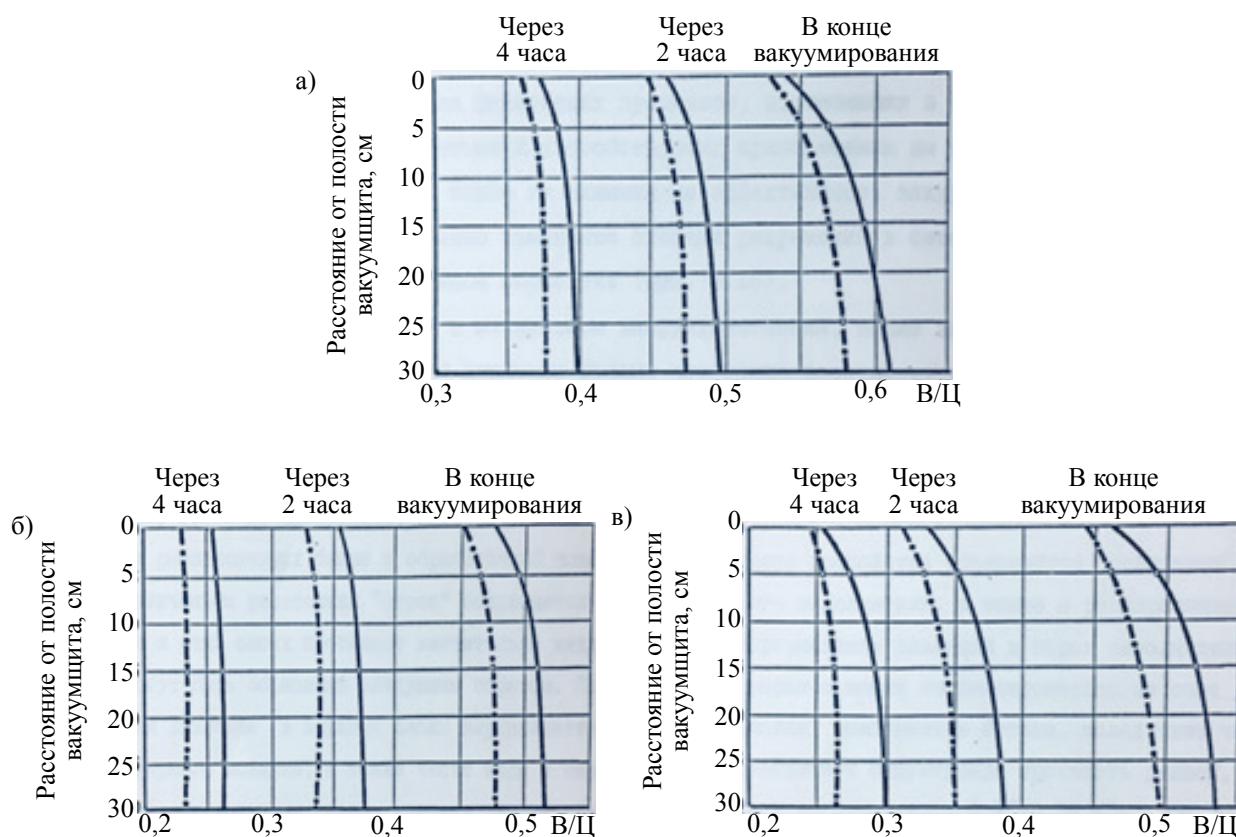 Через
4 часа
Через
2 часа
В конце
вакуумирования
а)
Расстояние от полости
вакуумщита, см
0
5
10
15
20
25
30
0,3
0,4
0,5
0,6
В/Ц
Через
4 часа
Через
2 часа
В конце
вакуумирования
б)
Расстояние от полости
вакуумщита, см
0
5
10
15
20
25
30
0,2
0,3
0,4
0,5
В/Ц
Через
4 часа
Через
2 часа
В конце
вакуумирования
в)
Расстояние от полости
вакуумщита, см
0
5
10
15
20
25
30
0,2
0,3
0,4
0,5
В/Ц